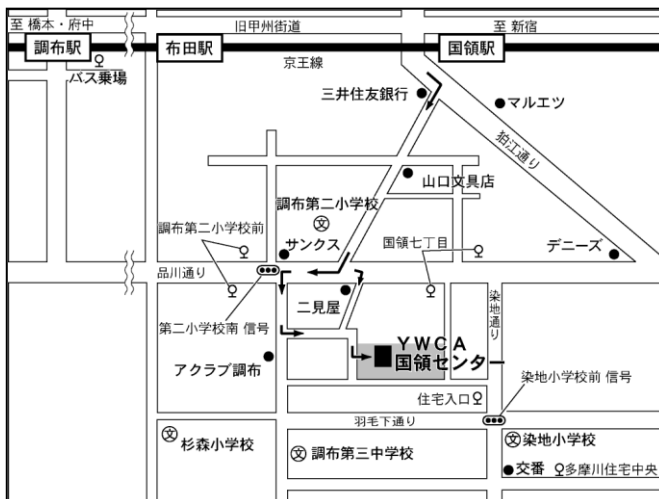 至 橋本・府中
旧甲州街道
至 新宿
調布駅
布田駅
国領駅
バス乗場
京王線
三井住友銀行
マルエツ
狛江通り
山口文具店
調布第二小学校
文
調布第二小学校前
サンクス
国領七丁目
デニーズ
品川通り
二見屋
染地通り
第二小学校南 信号
YWCA
国領センター
アクラブ調布
染地小学校前 信号
住宅入口
羽毛下通り
文
杉森小学校
文
調布第三中学校
文
染地小学校
交番
多摩川住宅中央